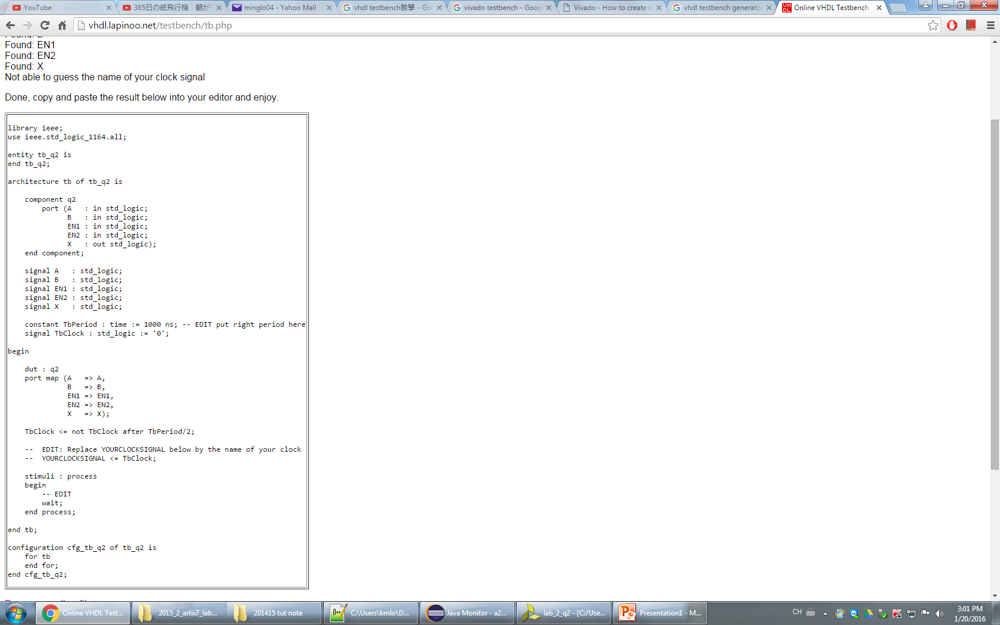 YouTube
365日の紙飛行機
minglo04 - Yahoo Mail
vhdl testbench教學 - Go
vivado testbench - Goog
Vivado - How to create a
vhdl testbench generato
Online VHDL Testbench
vhdl.lapinoo.net/testbench/tb.php
Found: EN1
Found: EN2
Found: X
Not able to guess the name of your clock signal
Done, copy and paste the result below into your editor and enjoy.
library ieee;
use ieee.std_logic_1164.all;
entity tb_q2 is
end tb_q2;
architecture tb of tb_q2 is
component q2
port (A : in std_logic;
B : in std_logic;
EN1 : in std_logic;
EN2 : in std_logic;
X : out std_logic);
end component;
signal A : std_logic;
signal B : std_logic;
signal EN1 : std_logic;
signal EN2 : std_logic;
signal X : std_logic;
constant TbPeriod : time := 1000 ns; -- EDIT put right period here
signal TbClock : std_logic := '0';
begin
dut : q2
port map (A => A,
B => B,
EN1 => EN1,
EN2 => EN2,
X => X);
TbClock <= not TbClock after TbPeriod/2;
-- EDIT: Replace YOURCLOCKSIGNAL below by the name of your clock
-- YOURCLOCKSIGNAL <= TbClock;
stimuli : process
begin
-- EDIT
wait;
end process;
end tb;
configuration cfg_tb_q2 of tb_q2 is
for tb
end for;
end cfg_tb_q2;
Online VHDL Test...
2015_2_artix7_lab...
201415 tut note
C:\Users\kmlo\D...
Java Monitor - a2...
lab_2_q2 - [C:/Use...
Presentation1 - M...
CH
3:01 PM
1/20/2016